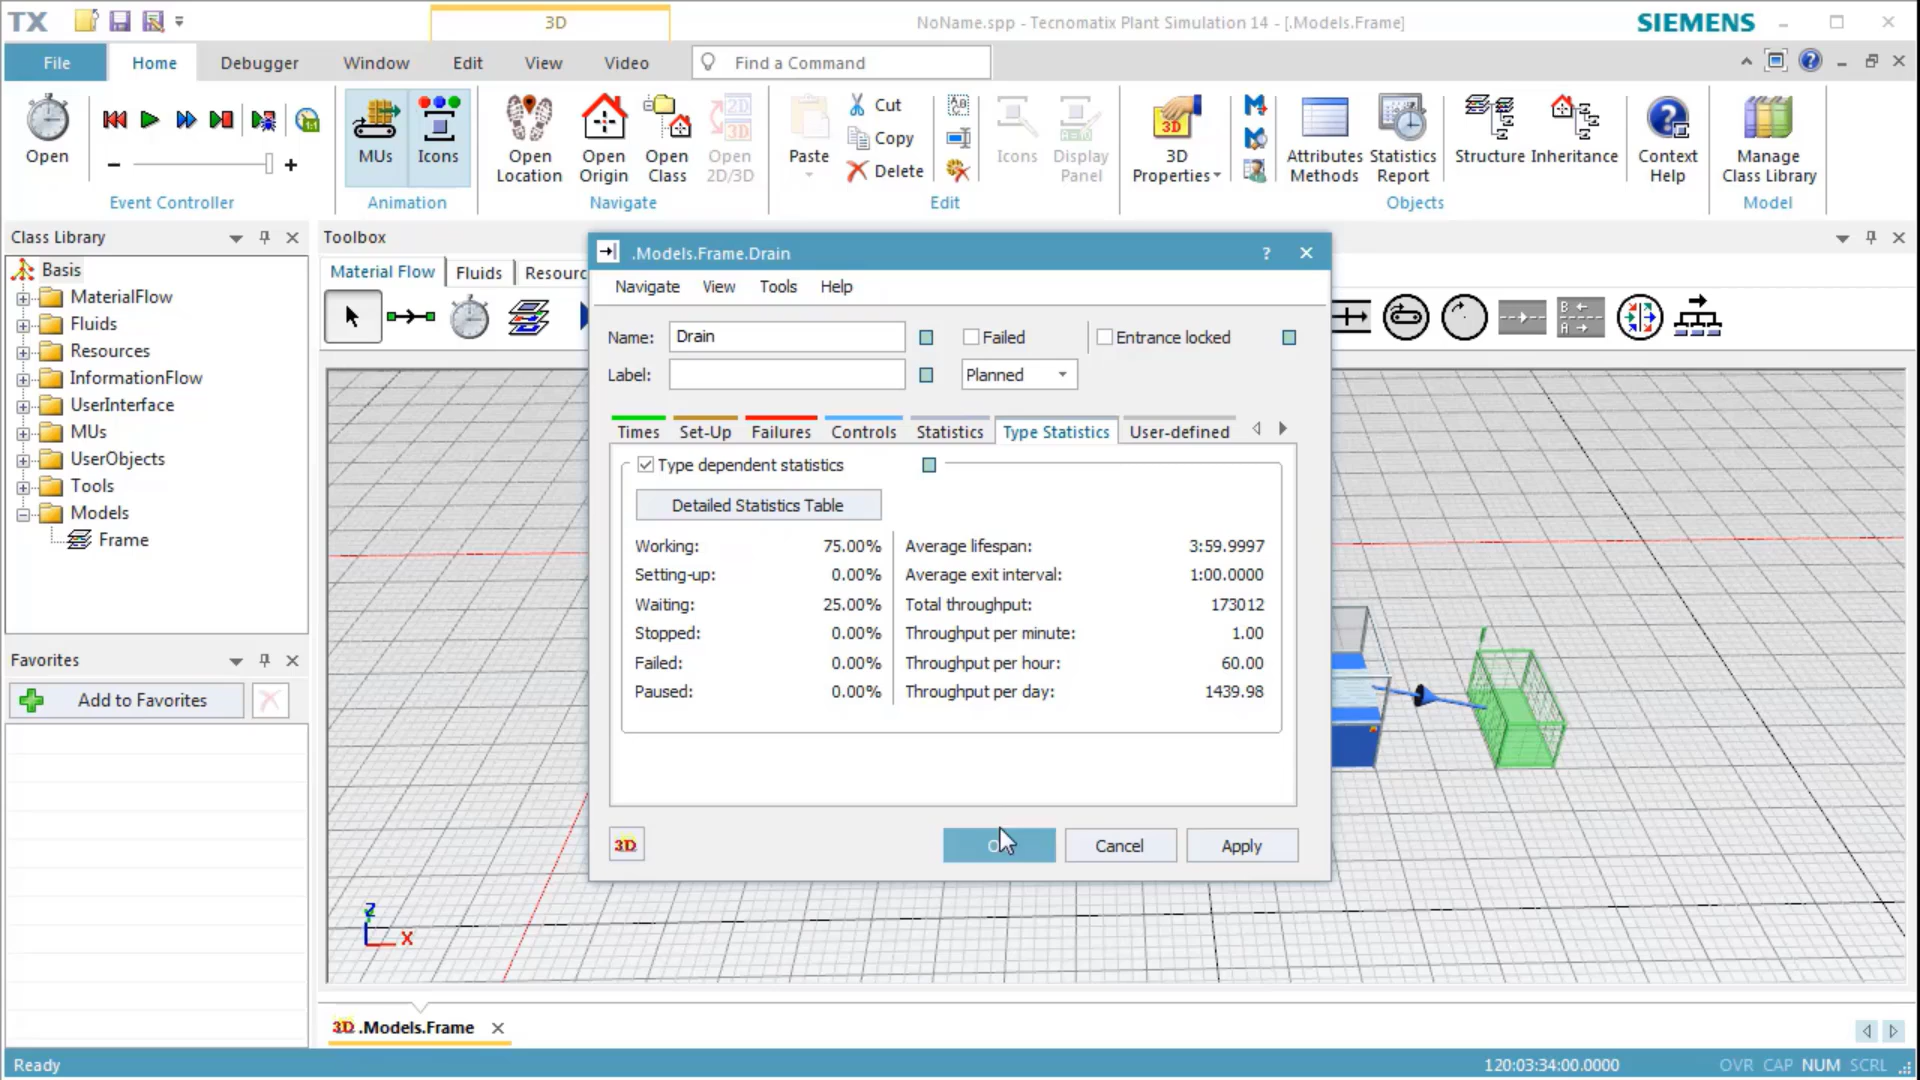 TX
3D
NoName.spp - Tecnomatix Plant Simulation 14 - [.Models.Frame]
SIEMENS
File
Home
Debugger
Window
Edit
View
Video
Find a Command
Open
Event Controller
MUs
Icons
Animation
Open Location
Open Origin
Open Class
Open 2D/3D
Navigate
Paste
Cut
Copy
Delete
Icons
Display Panel
Edit
3D Properties
Attributes Methods
Statistics Report
Structure
Inheritance
Objects
Context Help
Manage Class Library
Model
Class Library
Basis
MaterialFlow
Fluids
Resources
InformationFlow
UserInterface
MUs
UserObjects
Tools
Models
Frame
Favorites
Add to Favorites
Toolbox
Material Flow
Fluids
Resourc
.Models.Frame.Drain
Navigate View Tools Help
Name: Drain
Failed
Entrance locked
Label:
Planned
Times Set-Up Failures Controls Statistics Type Statistics User-defined
Type dependent statistics
Detailed Statistics Table
Working: 75.00% Average lifespan: 3:59.9997
Setting-up: 0.00% Average exit interval: 1:00.0000
Waiting: 25.00% Total throughput: 173012
Stopped: 0.00% Throughput per minute: 1.00
Failed: 0.00% Throughput per hour: 60.00
Paused: 0.00% Throughput per day: 1439.98
3D
Cancel
Apply
Z
X
3D .Models.Frame
Ready
120:03:34:00.0000
OVR CAP NUM SCRL